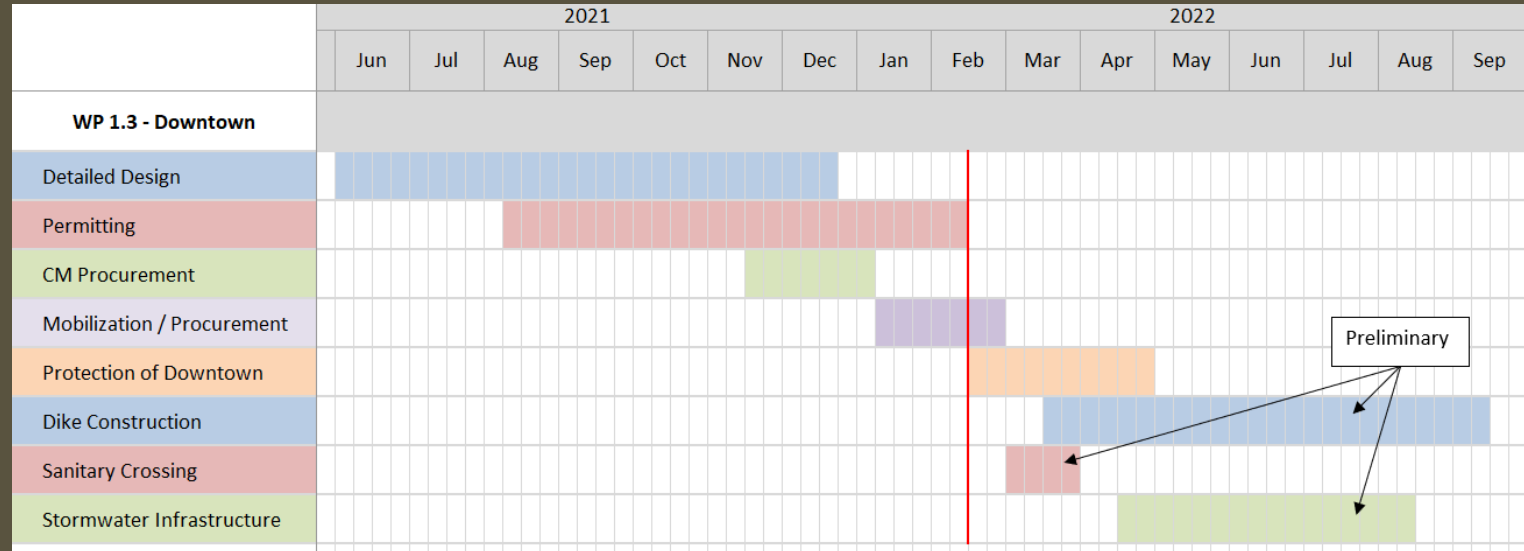 2021 2022
Jun Jul Aug Sep Oct Nov Dec Jan Feb Mar Apr May Jun Jul Aug Sep
WP 1.3 - Downtown
Detailed Design
Permitting
CM Procurement
Mobilization / Procurement
Preliminary
Protection of Downtown
Dike Construction
Sanitary Crossing
Stormwater Infrastructure